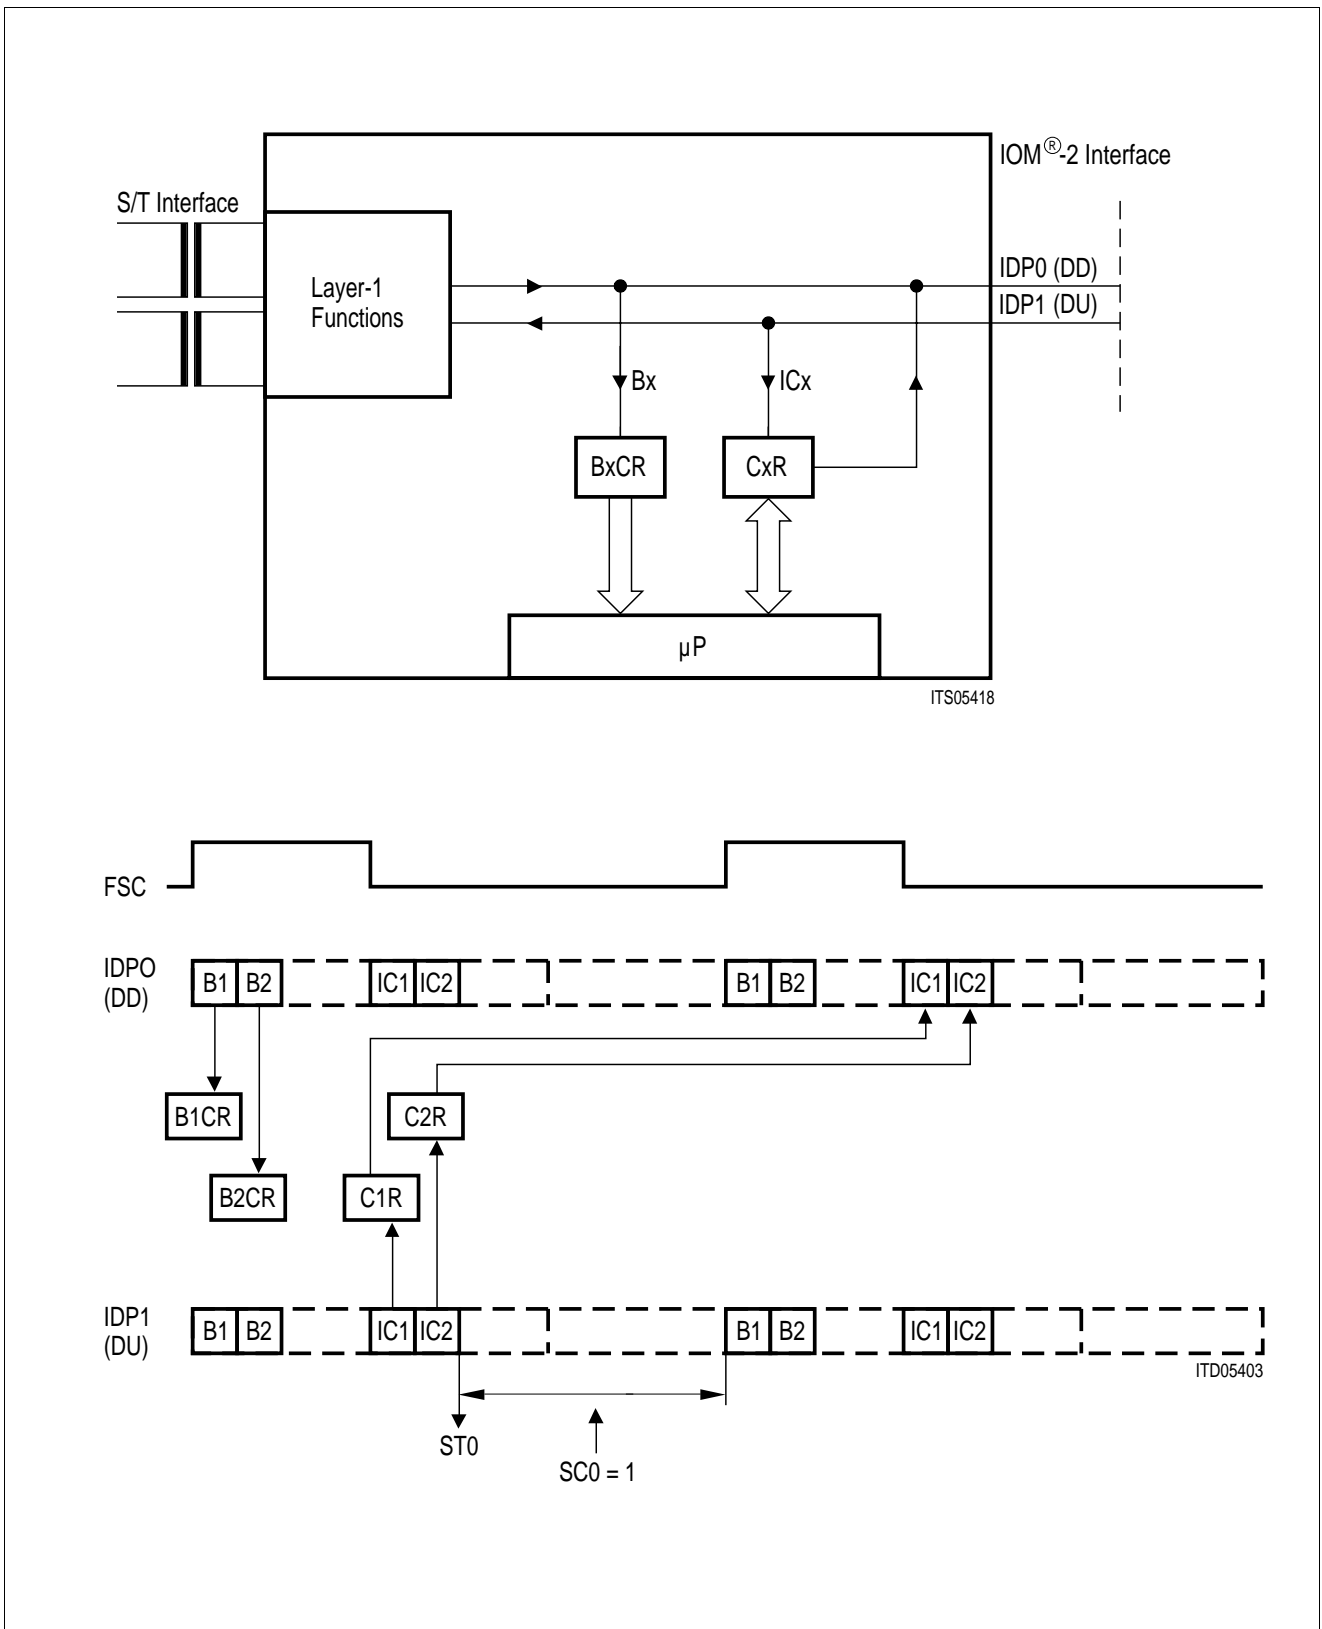 IOM®-2 Interface
S/T Interface
Layer-1
Functions
IDP0 (DD)
IDP1 (DU)
Bx
ICx
BxCR
CxR
µP
ITS05418
FSC
IDPO
(DD)
B1 B2 IC1 IC2 B1 B2 IC1 IC2
B1CR
C2R
B2CR
C1R
IDP1
(DU)
B1 B2 IC1 IC2 B1 B2 IC1 IC2
ITD05403
ST0
SC0 = 1